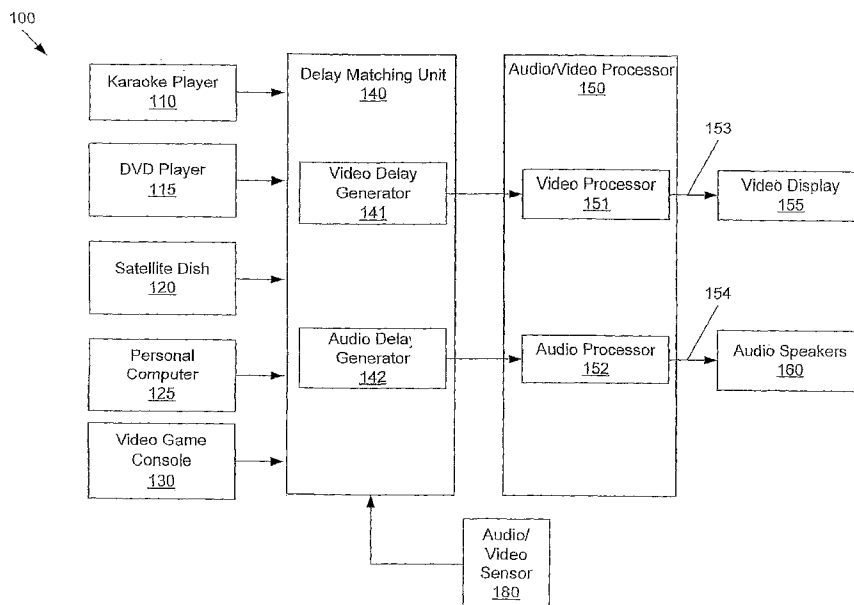 100
Karaoke Player
110
DVD Player
115
Satellite Dish
120
Personal
Computer
125
Video Game
Console
130
Delay Matching Unit
140
Video Delay
Generator
141
Audio Delay
Generator
142
Audio/Video Processor
150
Video Processor
151
Audio Processor
152
153
Video Display
155
154
Audio Speakers
160
Audio/
Video
Sensor
180